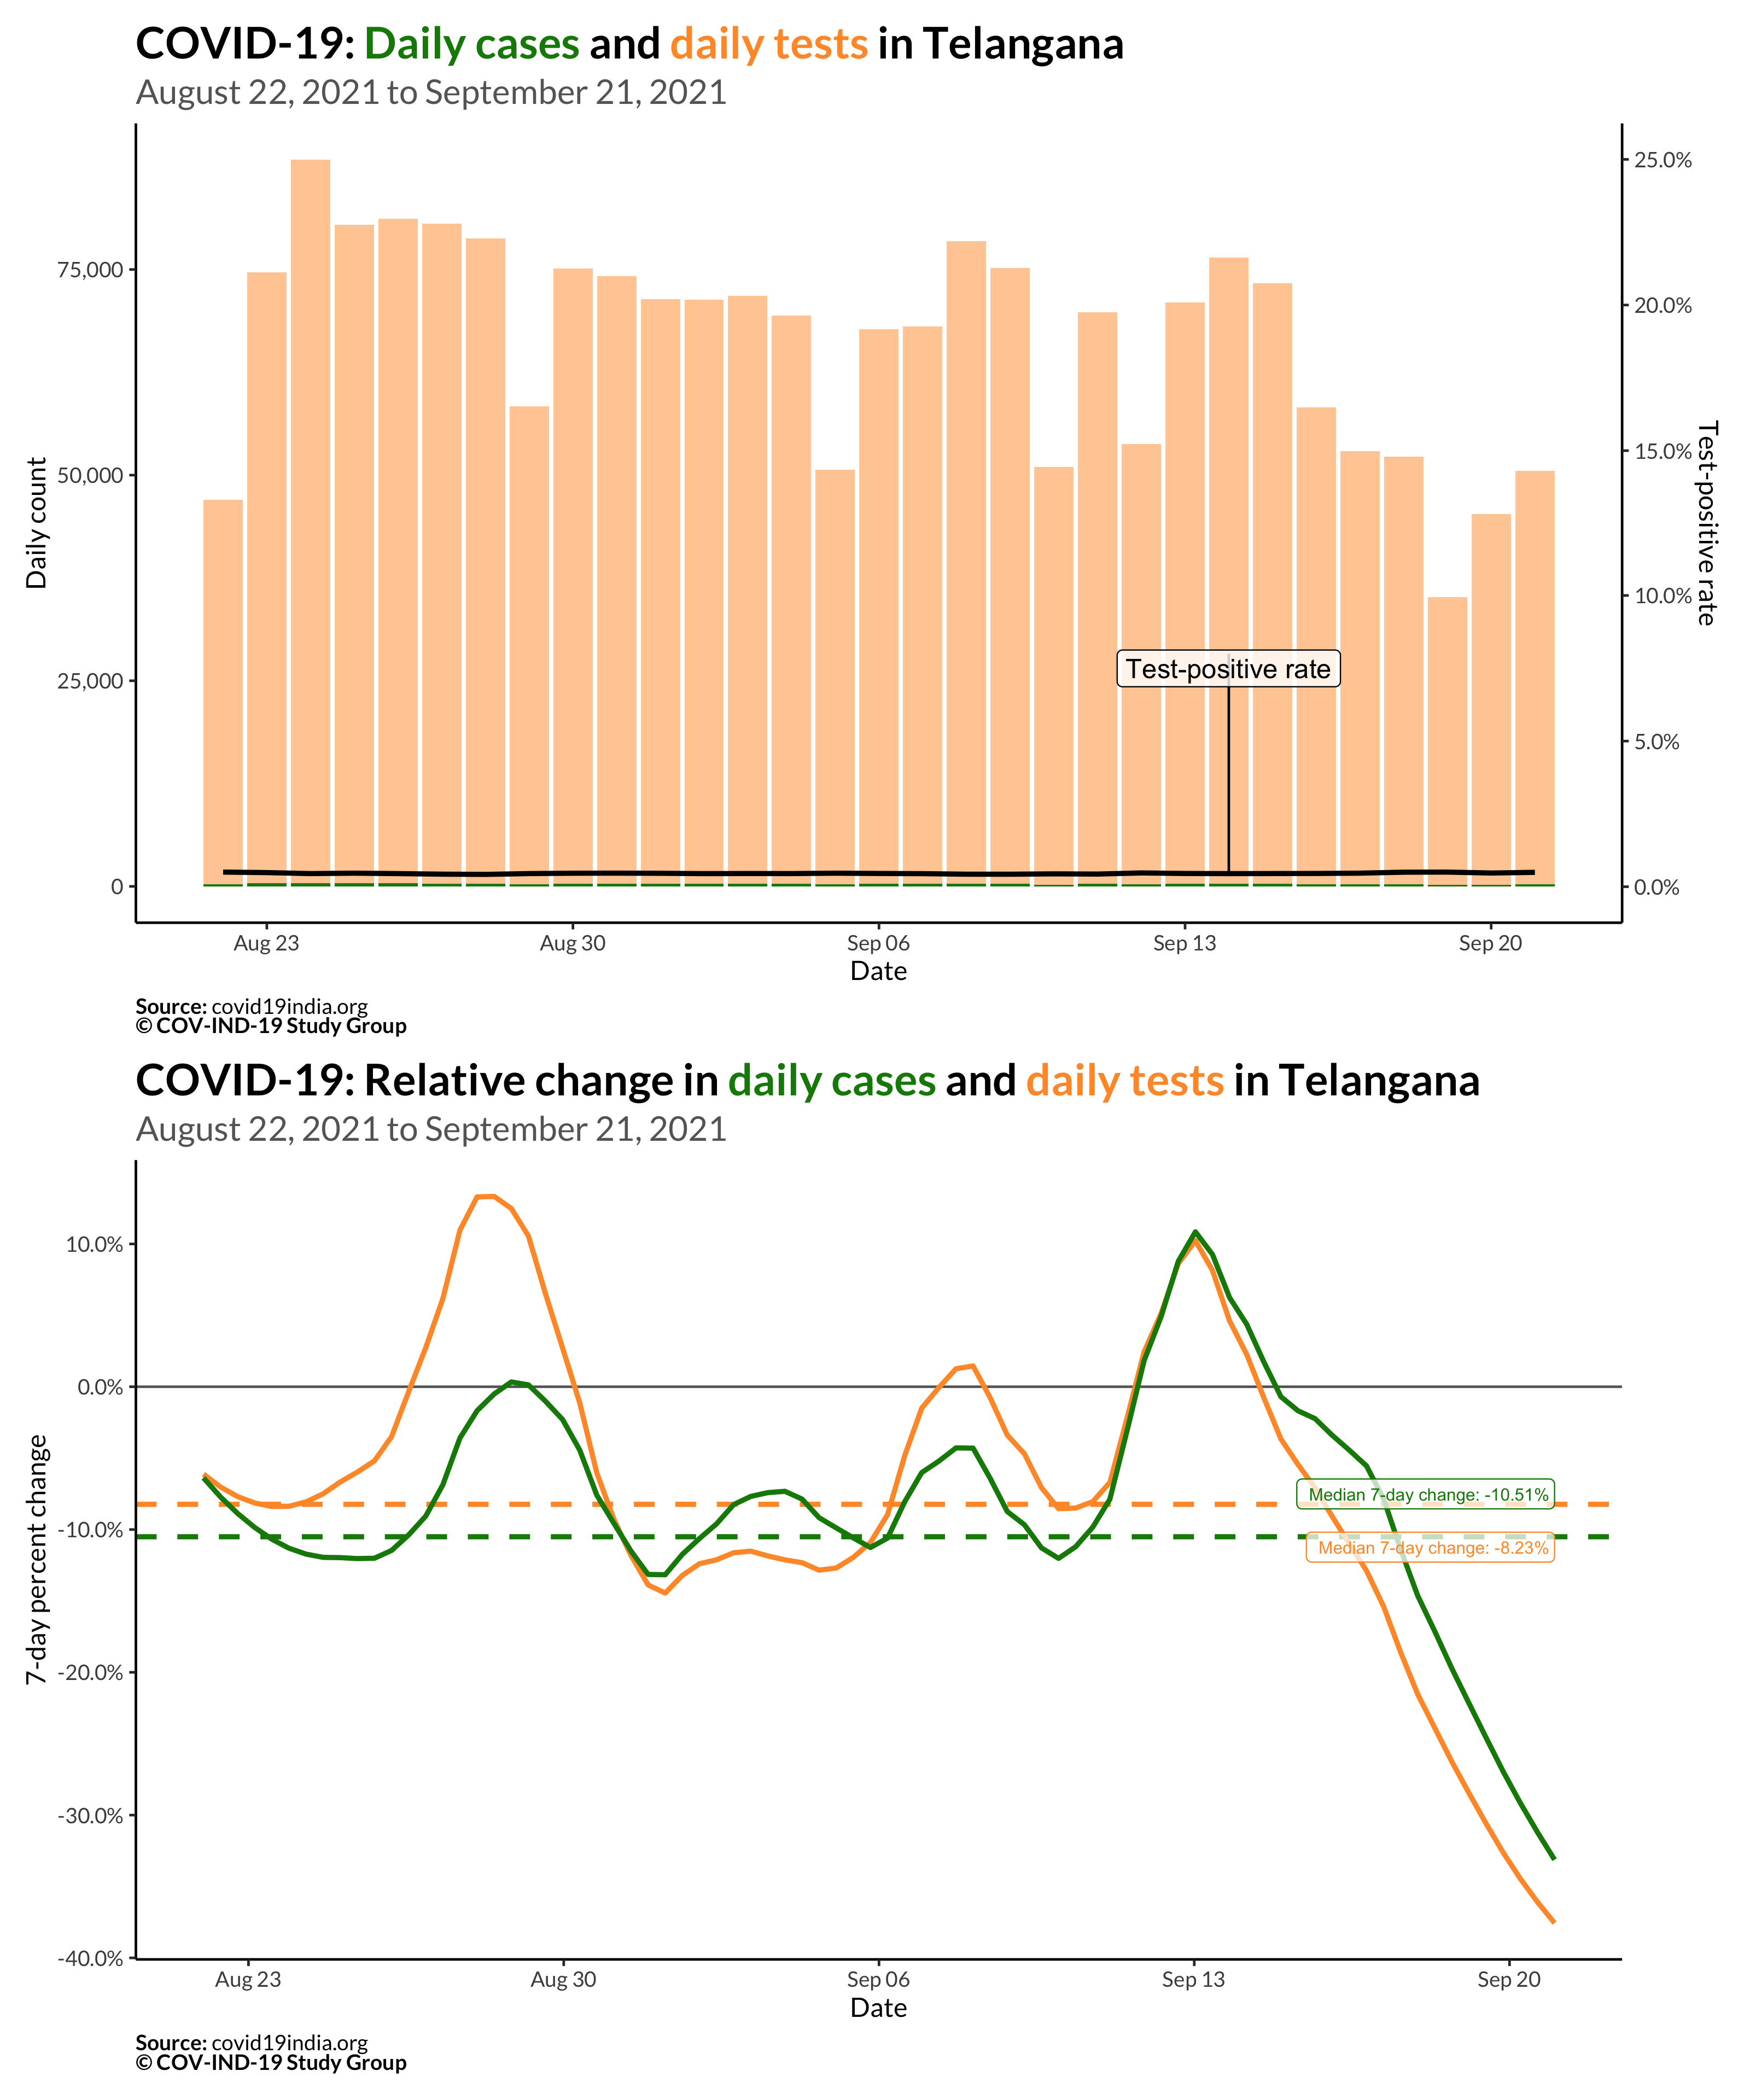 COVID-19: Daily cases and daily tests in Telangana
August 22, 2021 to September 21, 2021
25.0%
75,000
20.0%
15.0%
50,000
Daily count
Test-positive rate
10.0%
Test-positive rate
25,000
5.0%
0
0.0%
Aug 23
Aug 30
Sep 06
Sep 13
Sep 20
Date
Source: covid19india.org
© COV-IND-19 Study Group
COVID-19: Relative change in daily cases and daily tests in Telangana
August 22, 2021 to September 21, 2021
10.0%
0.0%
Median 7-day change: -10.51%
-10.0%
Median 7-day change: -8.23%
7-day percent change
-20.0%
-30.0%
-40.0%
Aug 23
Aug 30
Sep 06
Sep 13
Sep 20
Date
Source: covid19india.org
© COV-IND-19 Study Group